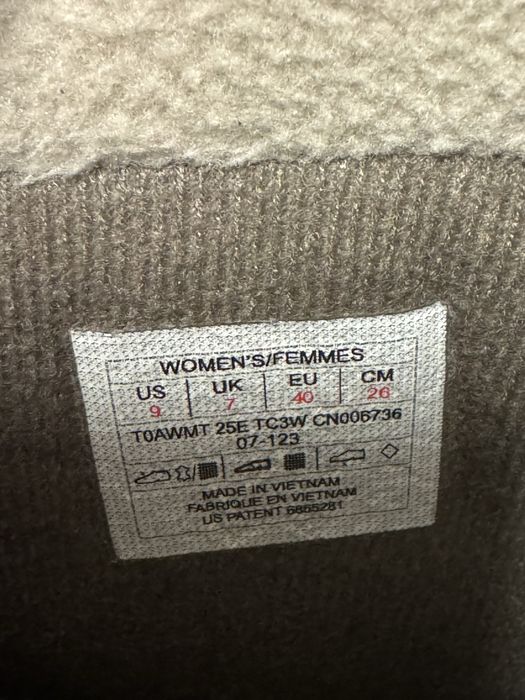 WOMEN'S/FEMMES
US UK EU CM
9 7 40 26
T0AWMT 25E TC3W CN006736
07-123
MADE IN VIETNAM
FABRIQUE EN VIETNAM
US PATENT 6865281